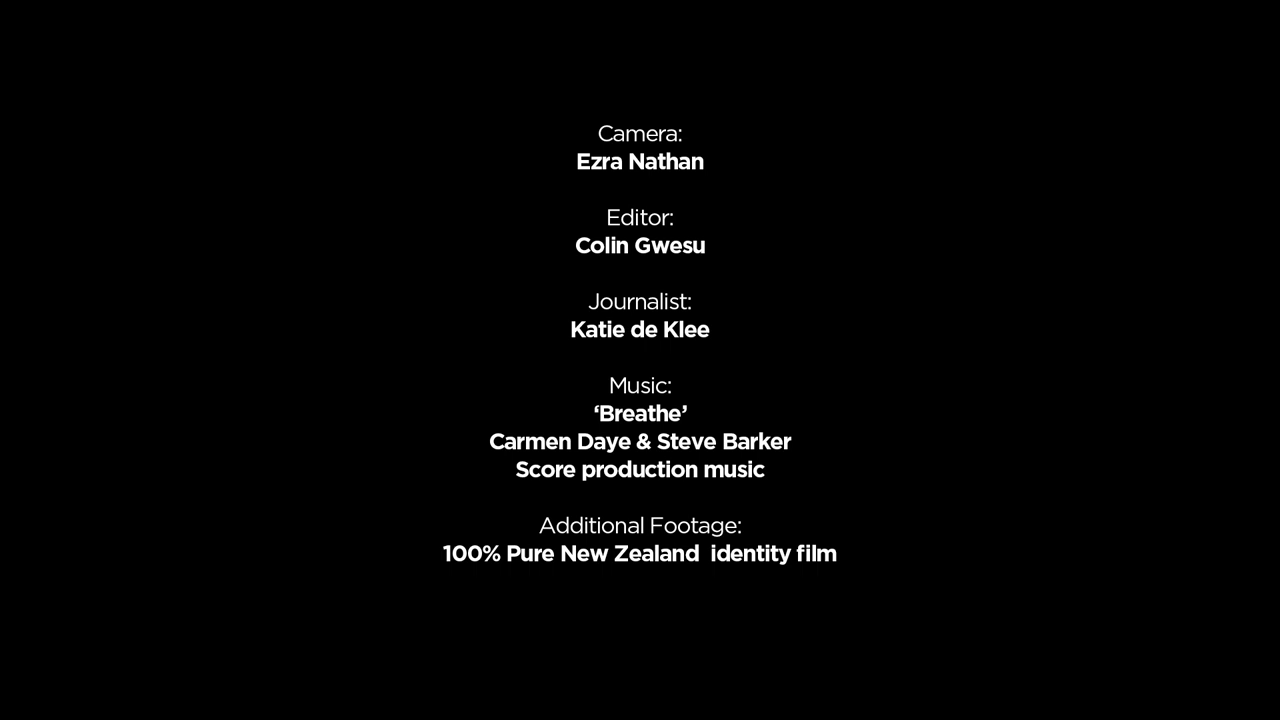 Camera:
Ezra Nathan
Editor:
Colin Gwesu
Journalist:
Katie de Klee
Music:
‘Breathe’
Carmen Daye & Steve Barker
Score production music
Additional Footage:
100% Pure New Zealand  identity film